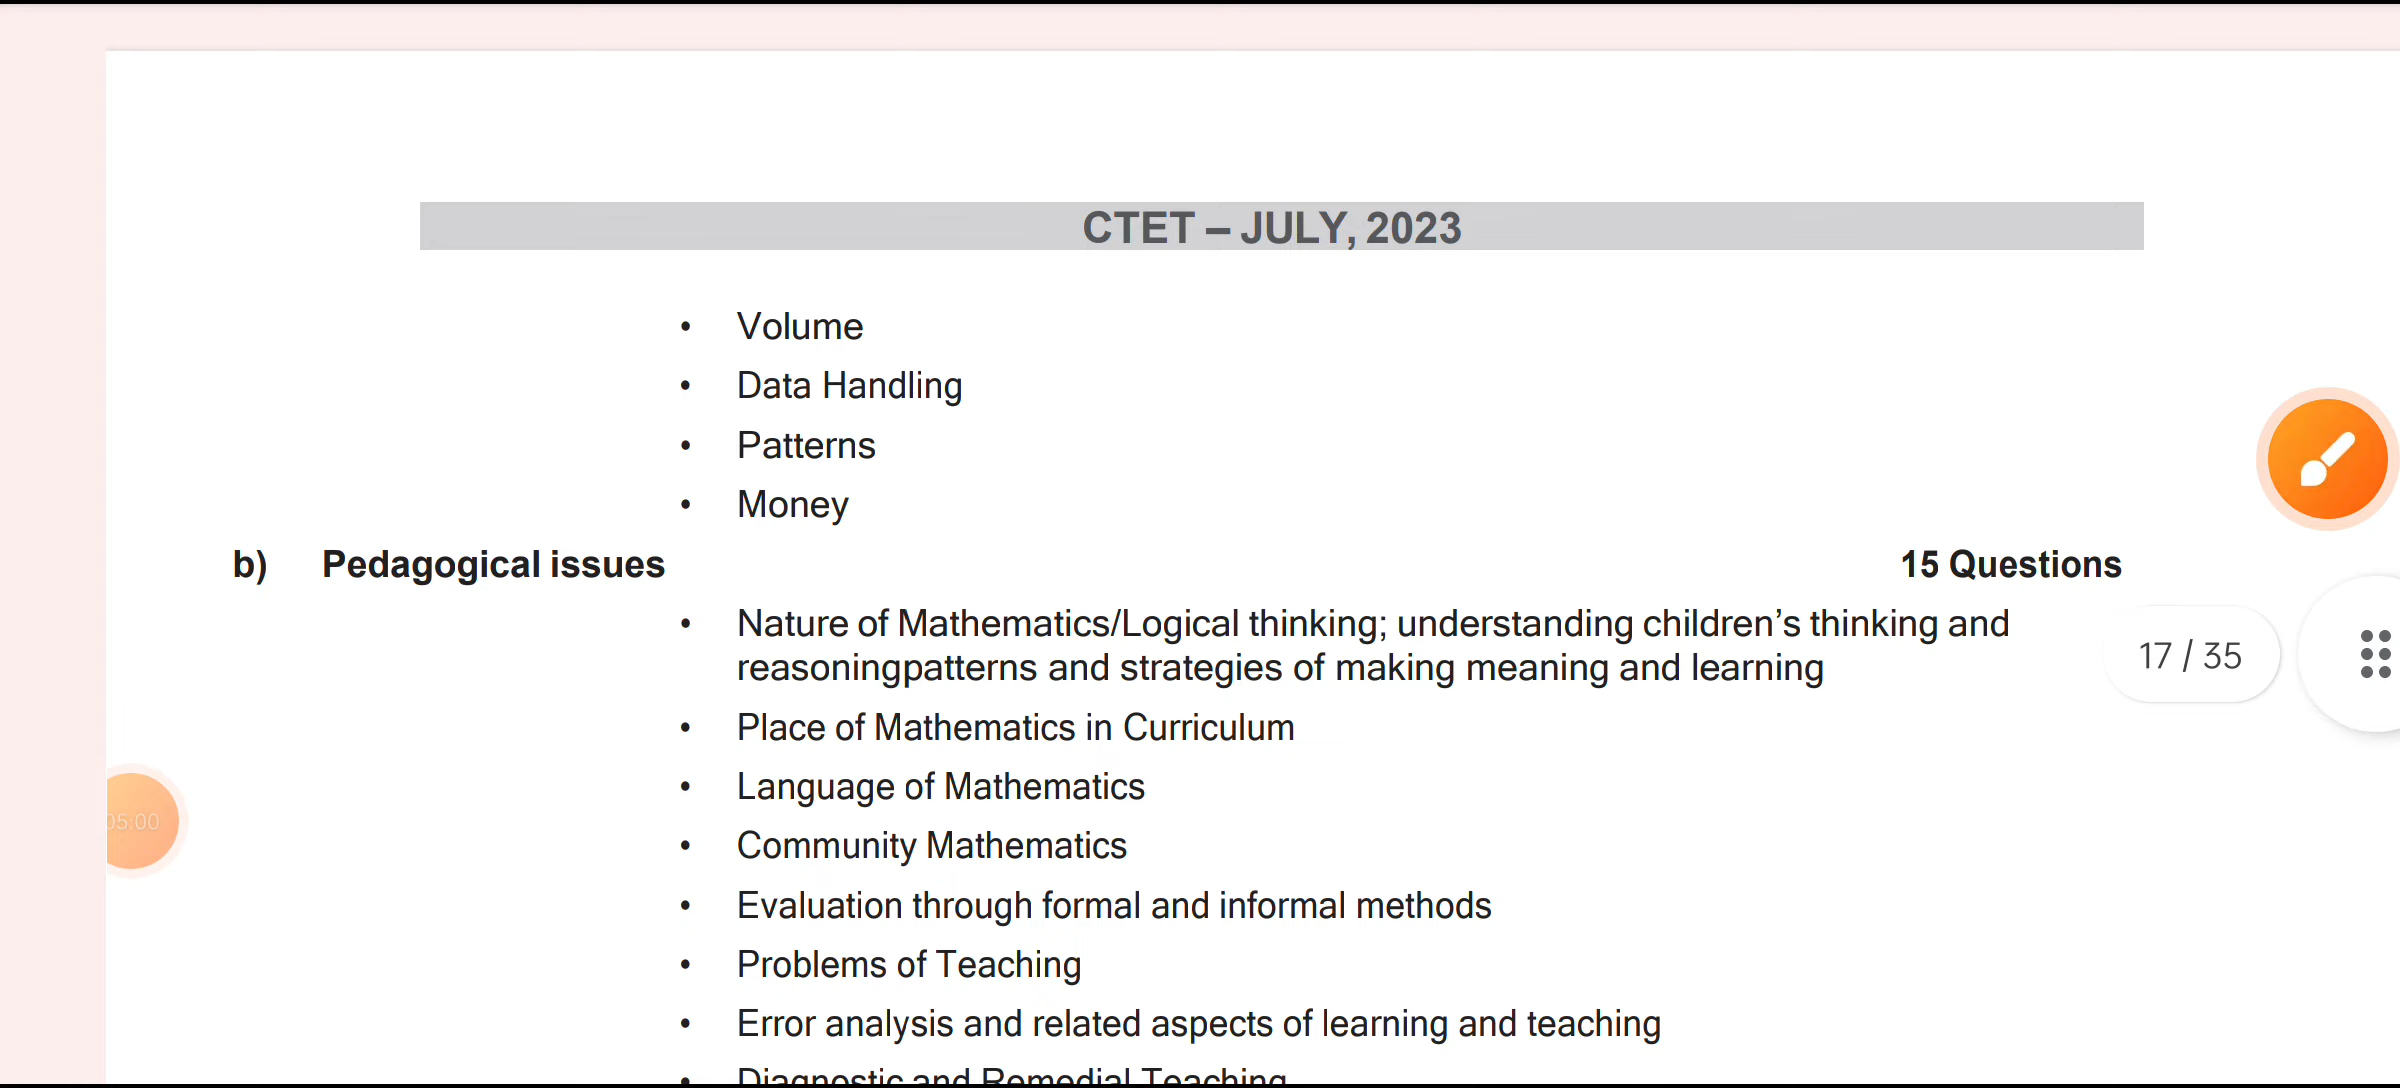 CTET – JULY, 2023
• Volume
• Data Handling
• Patterns
• Money
b) Pedagogical issues 15 Questions
• Nature of Mathematics/Logical thinking; understanding children’s thinking and
reasoningpatterns and strategies of making meaning and learning
17 / 35
• Place of Mathematics in Curriculum
• Language of Mathematics
05:00
• Community Mathematics
• Evaluation through formal and informal methods
• Problems of Teaching
• Error analysis and related aspects of learning and teaching
• Diagnostic and Remedial Teaching